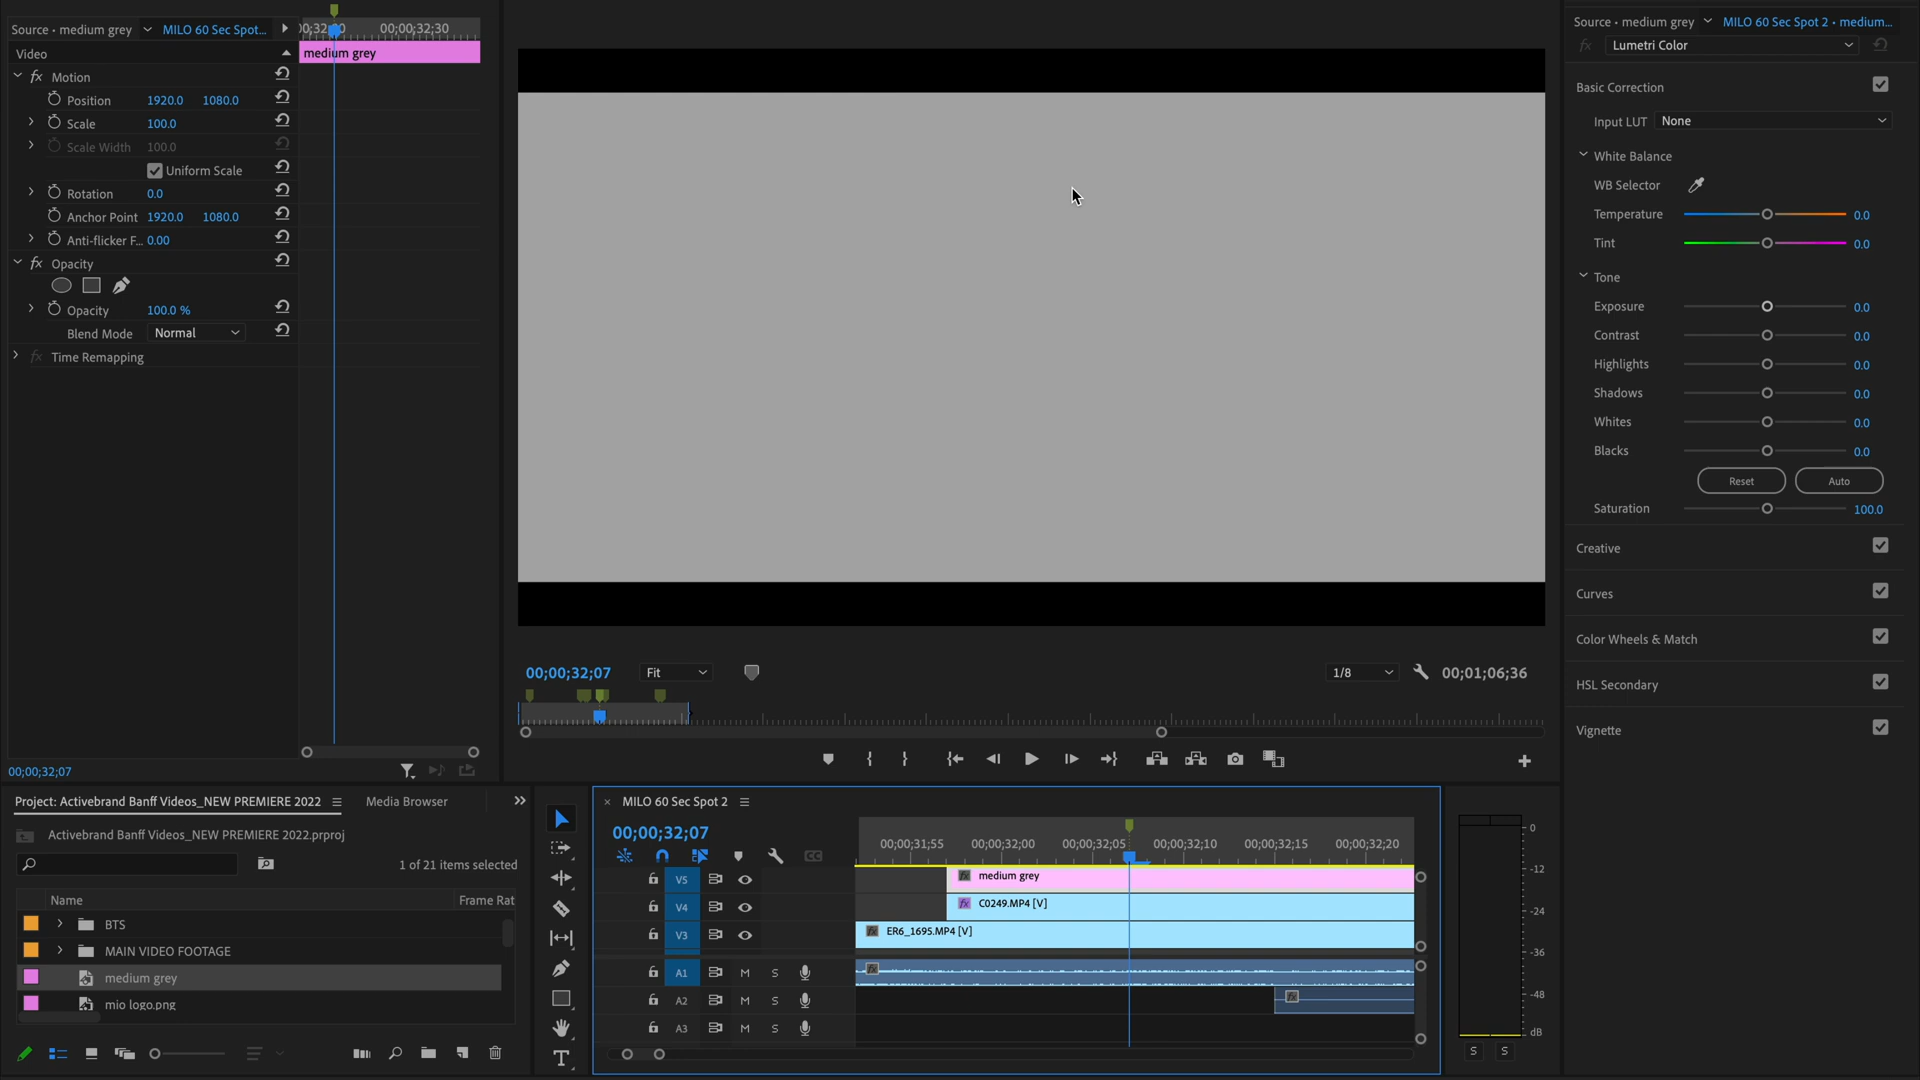 Source • medium grey
MILO 60 Sec Spot...
00;00;32;30
Video
medium grey
Motion
Position 1920.0 1080.0
Scale 100.0
Scale Width 100.0
Uniform Scale
Rotation 0.0
Anchor Point 1920.0 1080.0
Anti-flicker F... 0.00
Opacity
Opacity 100.0 %
Blend Mode Normal
Time Remapping
00;00;32;07
00;00;32;07
Fit
1/8
00;01;06;36
Source • medium grey
MILO 60 Sec Spot 2 • medium...
fx Lumetri Color
Basic Correction
Input LUT None
White Balance
WB Selector
Temperature 0.0
Tint 0.0
Tone
Exposure 0.0
Contrast 0.0
Highlights 0.0
Shadows 0.0
Whites 0.0
Blacks 0.0
Reset Auto
Saturation 100.0
Creative
Curves
Color Wheels & Match
HSL Secondary
Vignette
Project: Activebrand Banff Videos_NEW PREMIERE 2022
Media Browser
Activebrand Banff Videos_NEW PREMIERE 2022.prproj
1 of 21 items selected
Name Frame Rat
BTS
MAIN VIDEO FOOTAGE
medium grey
mio logo.png
MILO 60 Sec Spot 2
00;00;32;07
00;00;31;55 00;00;32;00 00;00;32;05 00;00;32;10 00;00;32;15 00;00;32;20
V5 medium grey
V4 C0249.MP4 [V]
V3 ER6_1695.MP4 [V]
A1 M S
A2 M S
A3 M S
0
-12
-24
-36
-48
dB
S S